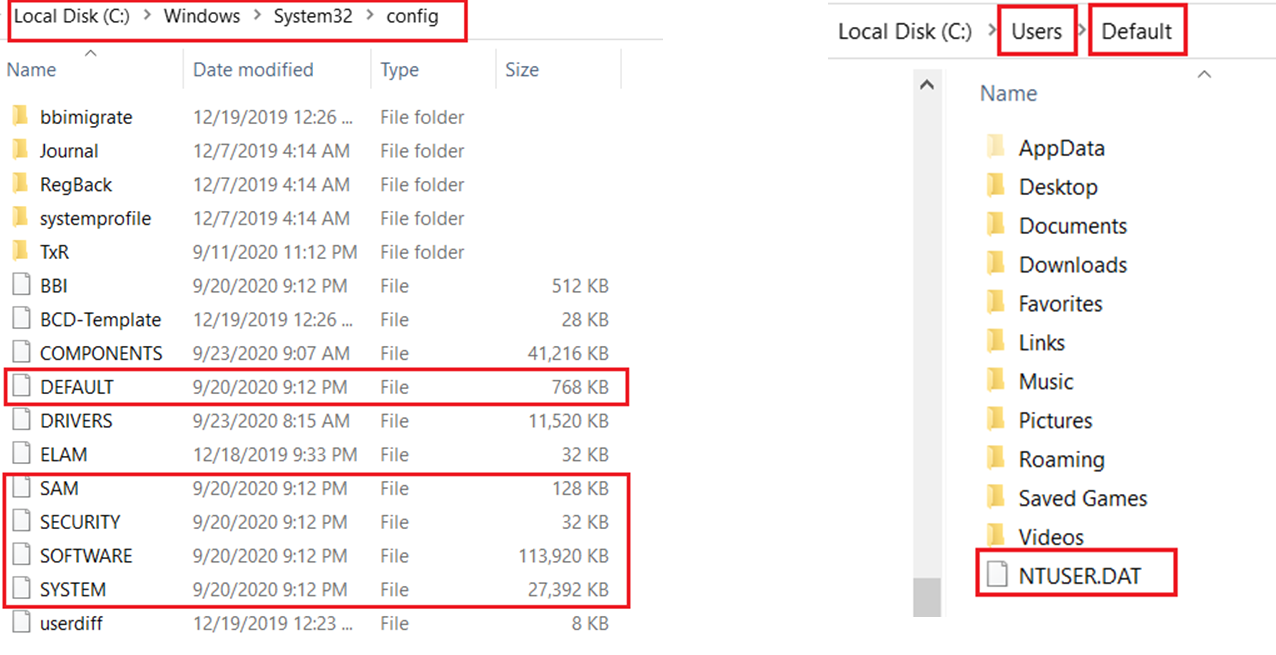 Local Disk (C:) > Windows > System32 > config
Name Date modified Type Size
bbimigrate 12/19/2019 12:26 ... File folder
Journal 12/7/2019 4:14 AM File folder
RegBack 12/7/2019 4:14 AM File folder
systemprofile 12/7/2019 4:14 AM File folder
TxR 9/11/2020 11:12 PM File folder
BBI 9/20/2020 9:12 PM File 512 KB
BCD-Template 12/19/2019 12:26 ... File 28 KB
COMPONENTS 9/23/2020 9:07 AM File 41,216 KB
DEFAULT 9/20/2020 9:12 PM File 768 KB
DRIVERS 9/23/2020 8:15 AM File 11,520 KB
ELAM 12/18/2019 9:33 PM File 32 KB
SAM 9/20/2020 9:12 PM File 128 KB
SECURITY 9/20/2020 9:12 PM File 32 KB
SOFTWARE 9/20/2020 9:12 PM File 113,920 KB
SYSTEM 9/20/2020 9:12 PM File 27,392 KB
userdiff 12/19/2019 12:23 ... File 8 KB
Local Disk (C:) > Users > Default
Name
AppData
Desktop
Documents
Downloads
Favorites
Links
Music
Pictures
Roaming
Saved Games
Videos
NTUSER.DAT